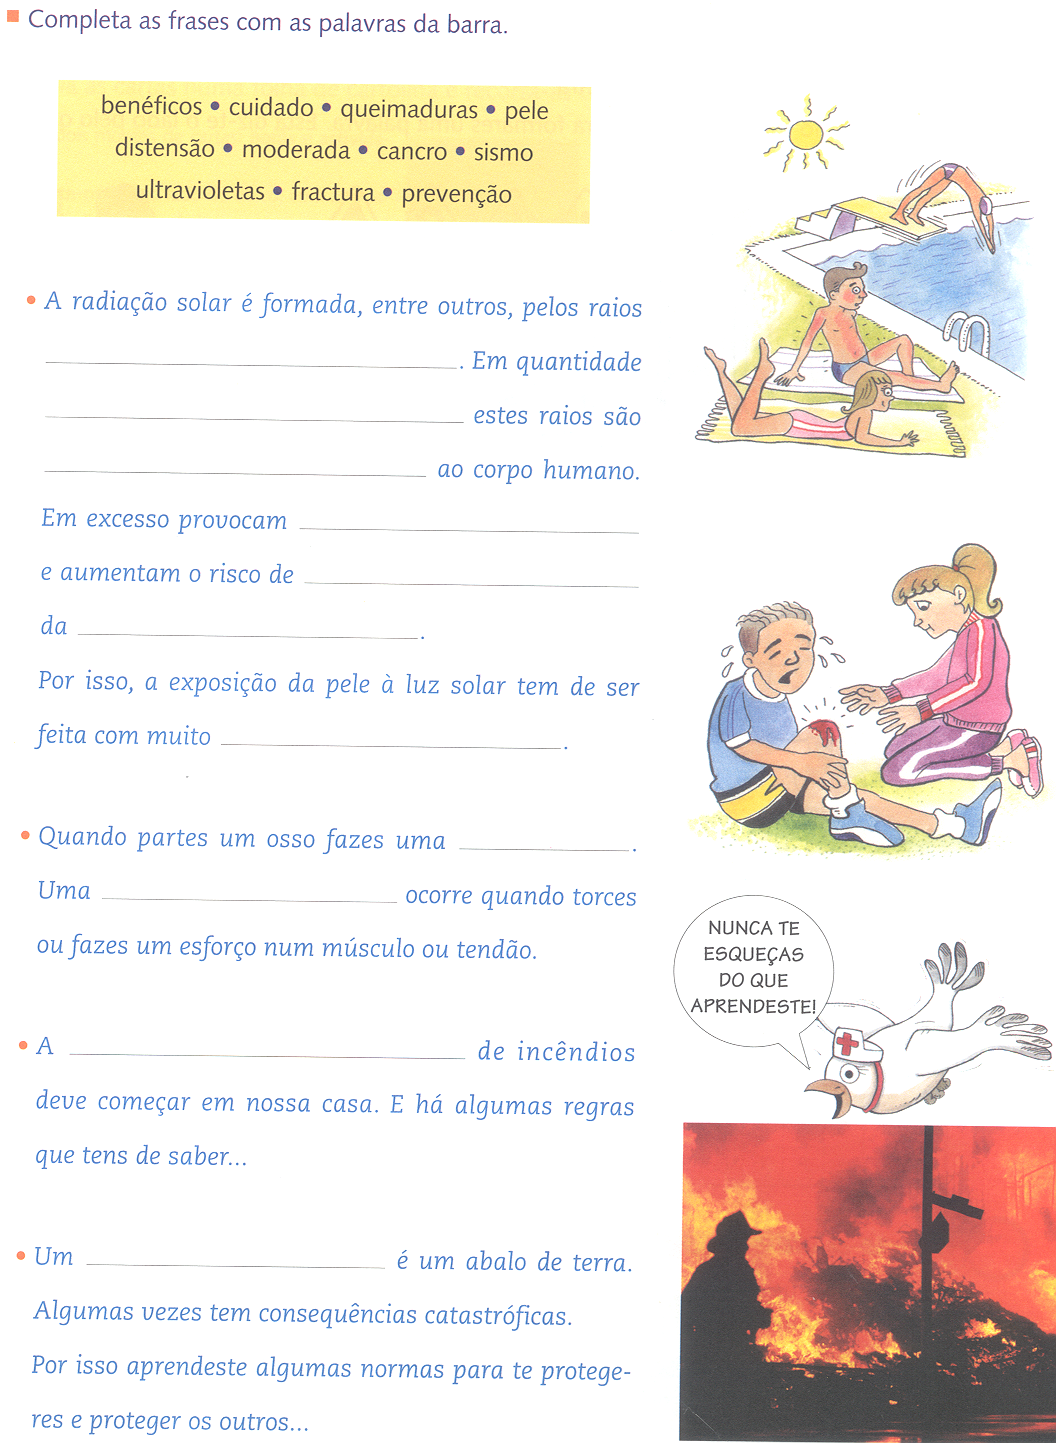 Completa as frases com as palavras da barra.
benéficos • cuidado • queimaduras • pele
distensão • moderada • cancro • sismo
ultravioletas • fractura • prevenção
• A radiação solar é formada, entre outros, pelos raios
. Em quantidade
estes raios são
ao corpo humano.
Em excesso provocam
e aumentam o risco de
da .
Por isso, a exposição da pele à luz solar tem de ser
feita com muito .
• Quando partes um osso fazes uma .
Uma ocorre quando torces
ou fazes um esforço num músculo ou tendão.
NUNCA TE
ESQUEÇAS
DO QUE
APRENDESTE!
• A de incêndios
deve começar em nossa casa. E há algumas regras
que tens de saber...
• Um é um abalo de terra.
Algumas vezes tem consequências catastróficas.
Por isso aprendeste algumas normas para te protege-
res e proteger os outros...